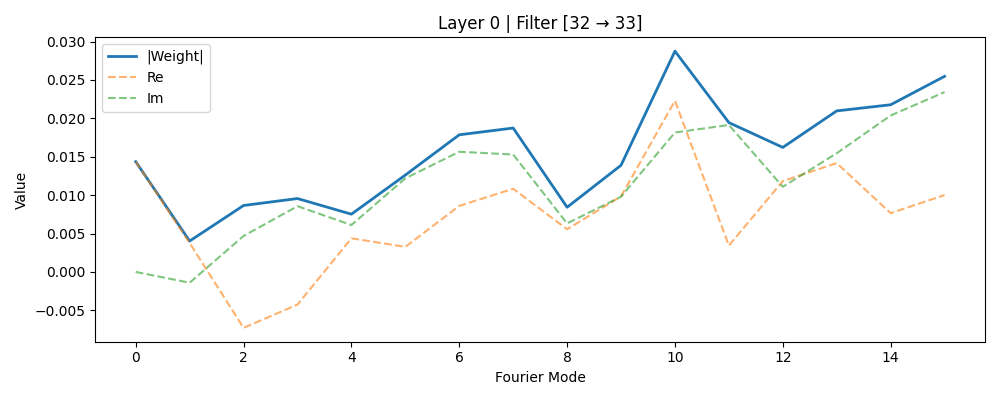 Layer 0 | Filter [32 → 33]
|Weight|
Re
Im
0.030
0.025
0.020
0.015
0.010
0.005
0.000
−0.005
Value
0 2 4 6 8 10 12 14
Fourier Mode